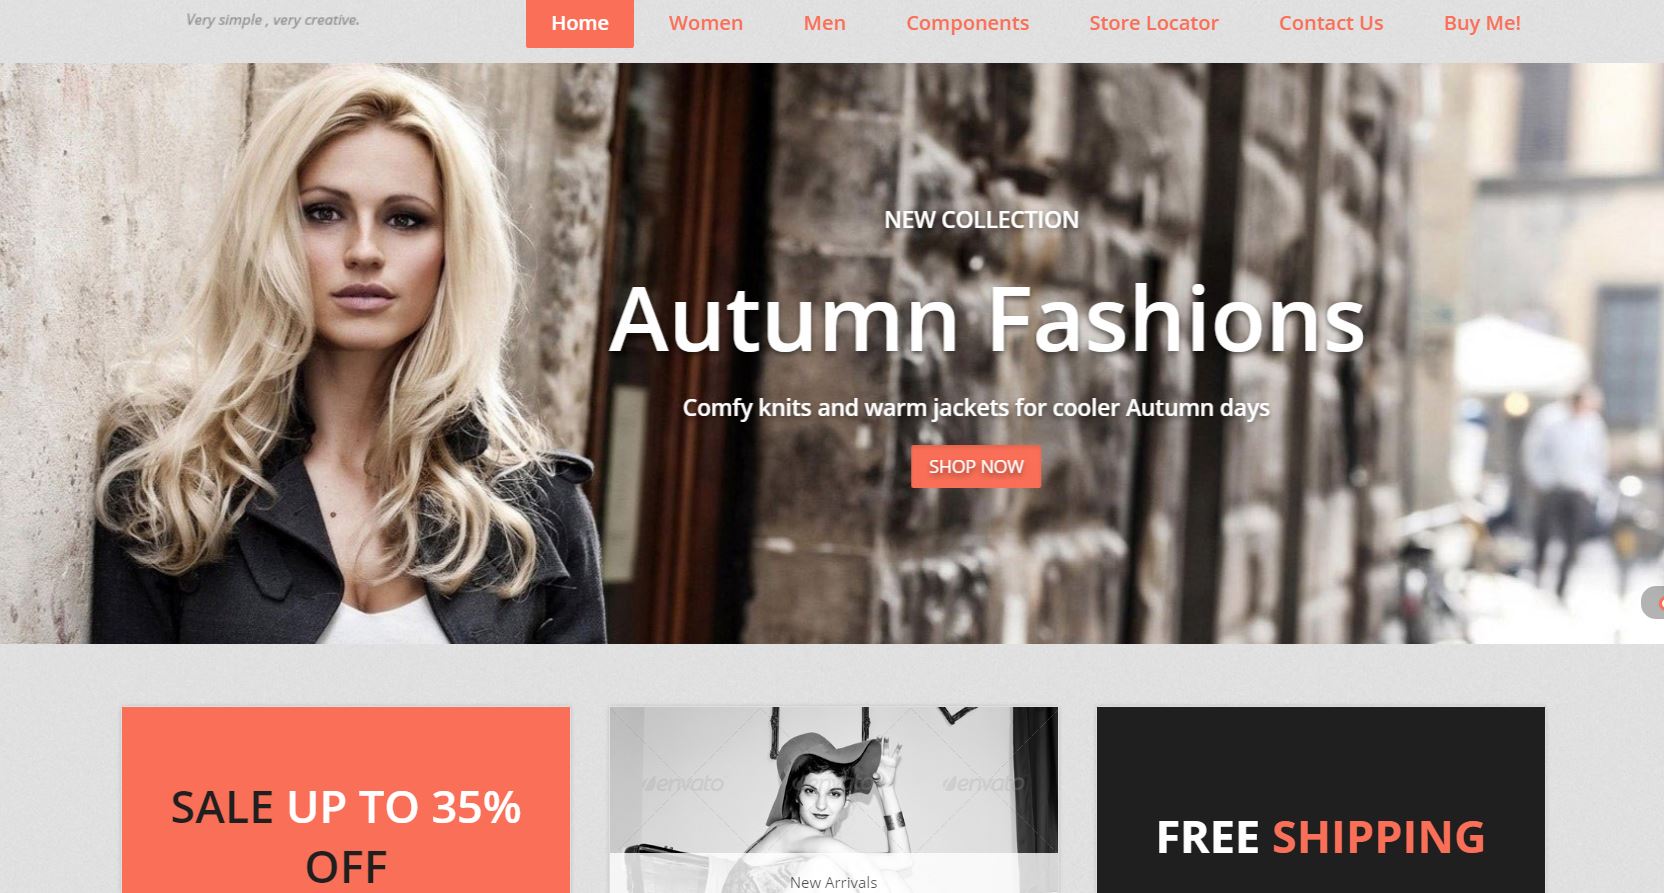 Very simple , very creative.
Home Women Men Components Store Locator Contact Us Buy Me!
NEW COLLECTION
Autumn Fashions
Comfy knits and warm jackets for cooler Autumn days
SHOP NOW
SALE UP TO 35%
OFF
envato envato envato
New Arrivals
FREE SHIPPING